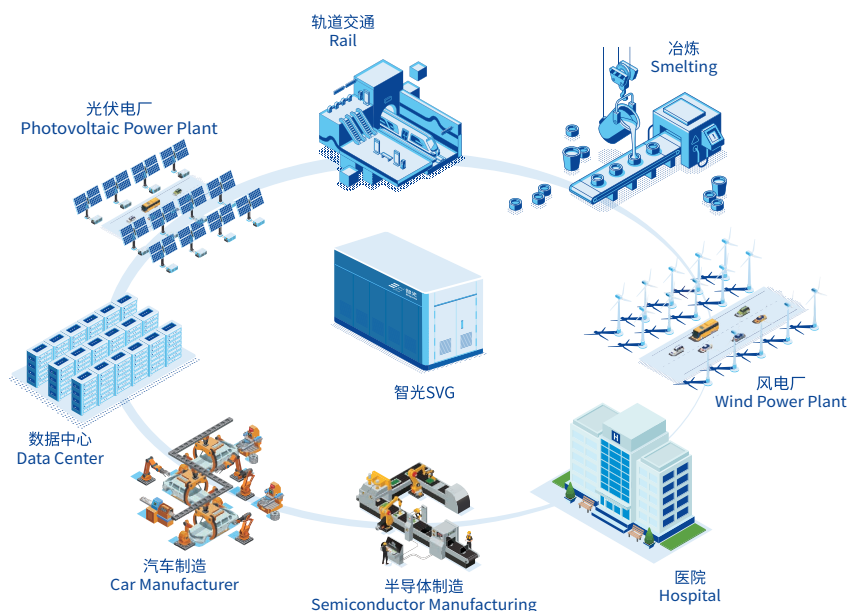 轨道交通
Rail
冶炼
Smelting
光伏电厂
Photovoltaic Power Plant
智光
智光SVG
风电厂
Wind Power Plant
数据中心
Data Center
H
汽车制造
Car Manufacturer
半导体制造
Semiconductor Manufacturing
医院
Hospital